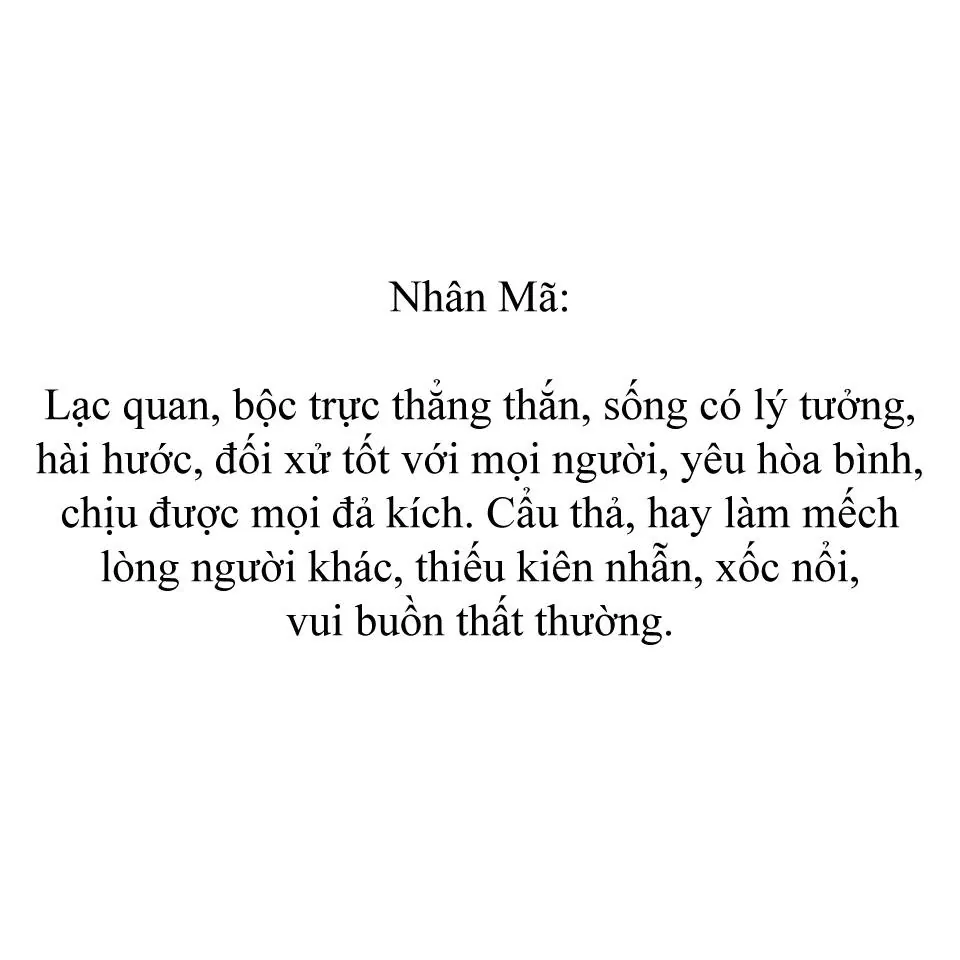 Nhân Mã:
Lạc quan, bộc trực thẳng thắn, sống có lý tưởng,
hài hước, đối xử tốt với mọi người, yêu hòa bình,
chịu được mọi đả kích. Cẩu thả, hay làm mếch
lòng người khác, thiếu kiên nhẫn, xốc nổi,
vui buồn thất thường.